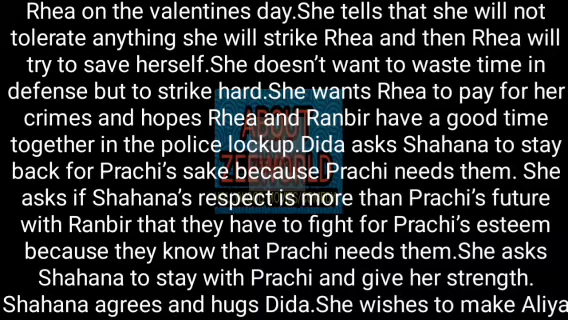 Rhea on the valentines day.She tells that she will not
tolerate anything she will strike Rhea and then Rhea will
try to save herself.She doesn’t want to waste time in
defense but to strike hard.She wants Rhea to pay for her
crimes and hopes Rhea and Ranbir have a good time
together in the police lockup.Dida asks Shahana to stay
back for Prachi’s sake because Prachi needs them. She
asks if Shahana’s respect is more than Prachi’s future
with Ranbir that they have to fight for Prachi’s esteem
because they know that Prachi needs them.She asks
Shahana to stay with Prachi and give her strength.
Shahana agrees and hugs Dida.She wishes to make Aliya
ABOUT
ZEEWORLD